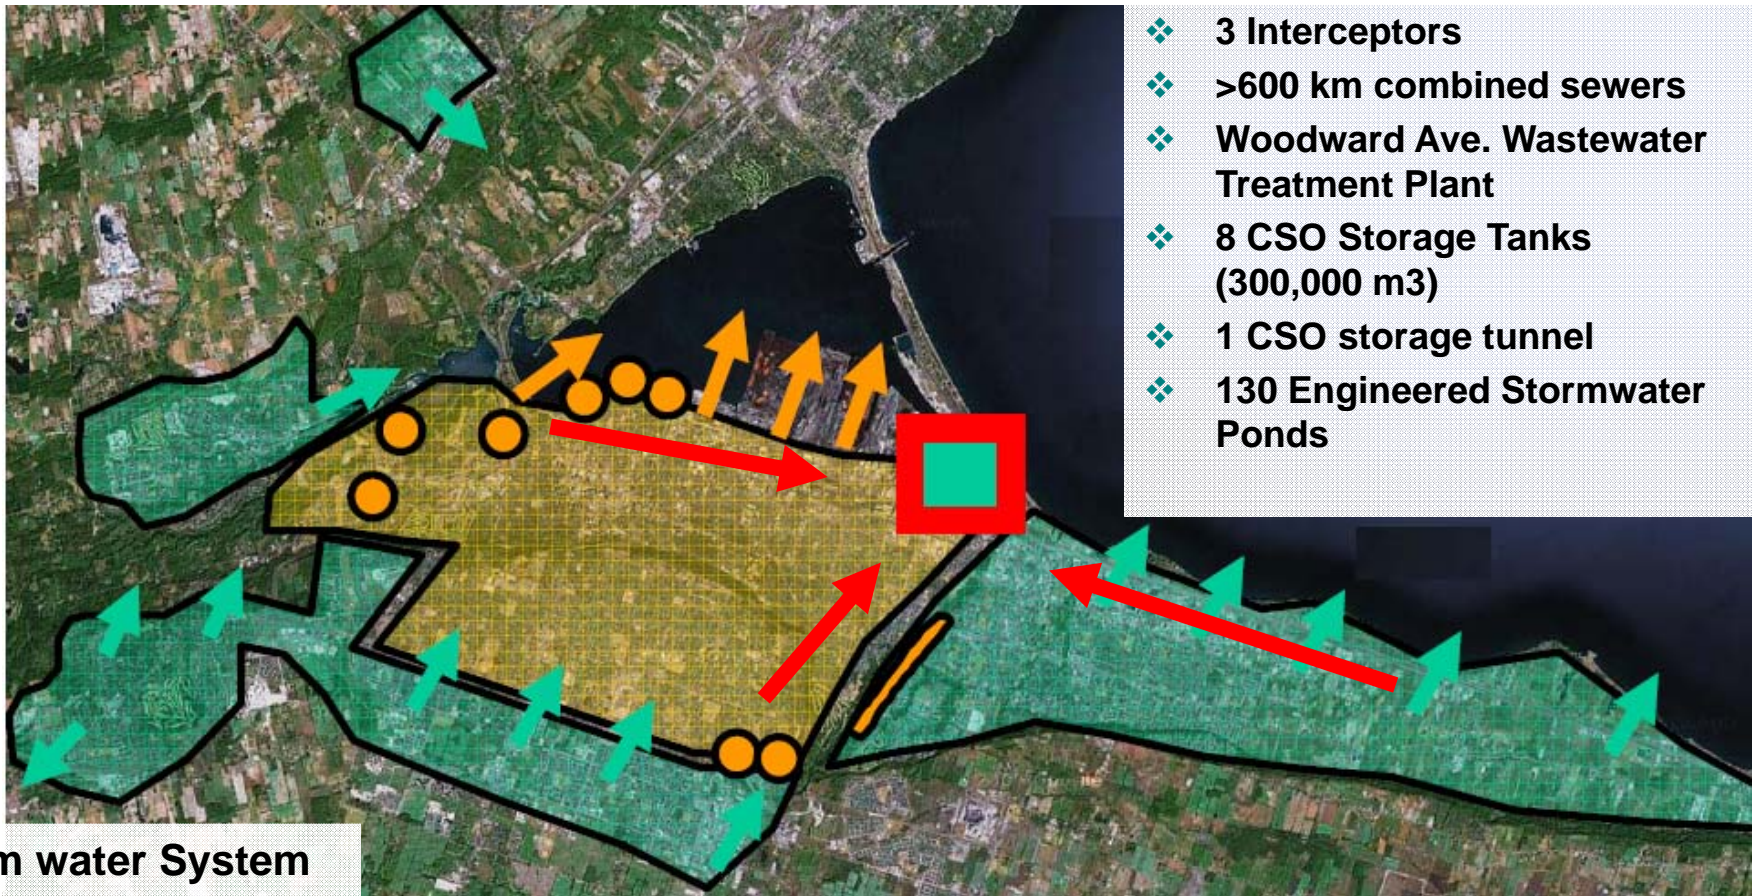 3 Interceptors
>600 km combined sewers
Woodward Ave. Wastewater
Treatment Plant
8 CSO Storage Tanks
(300,000 m3)
1 CSO storage tunnel
130 Engineered Stormwater
Ponds
m water System